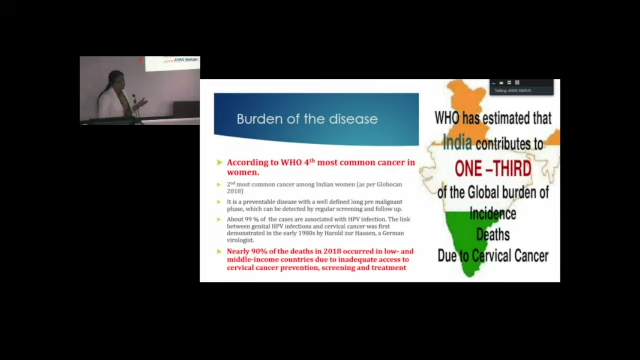 Burden of the disease
According to WHO 4th most common cancer in
women.
2nd most common cancer among Indian women (as per Globocan
2018)
It is a preventable disease with a well defined long pre malignant
phase, which can be detected by regular screening and follow up.
About 99 % of the cases are associated with HPV infection. The link
between genital HPV infections and cervical cancer was first
demonstrated in the early 1980s by Harold zur Hausen, a German
virologist.
Nearly 90% of the deaths in 2018 occurred in low- and
middle-income countries due to inadequate access to
cervical cancer prevention, screening and treatment
WHO has estimated that
India contributes to
ONE –THIRD
of the Global burden of
Incidence
Deaths
Due to Cervical Cancer